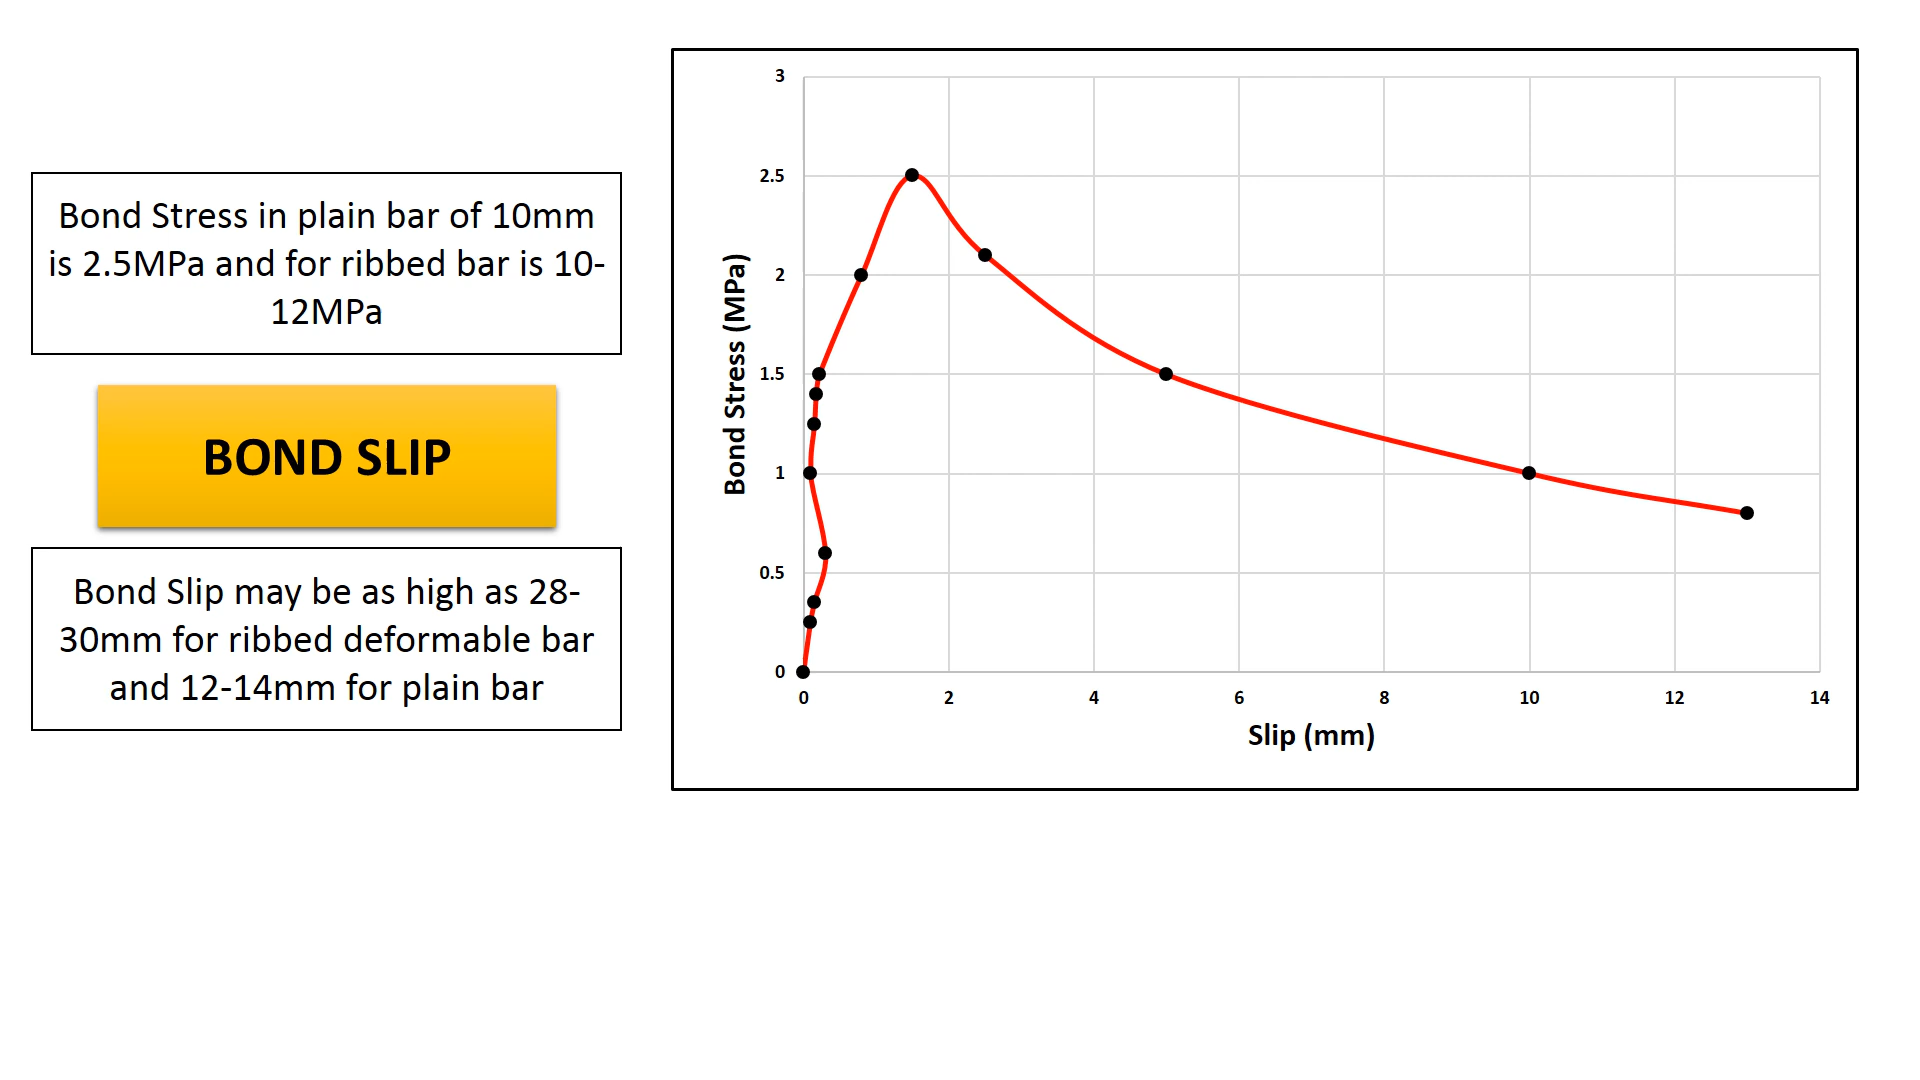 Bond Stress in plain bar of 10mm
is 2.5MPa and for ribbed bar is 10-
12MPa
BOND SLIP
Bond Slip may be as high as 28-
30mm for ribbed deformable bar
and 12-14mm for plain bar
Bond Stress (MPa)
3
2.5
2
1.5
1
0.5
0
0 2 4 6 8 10 12 14
Slip (mm)